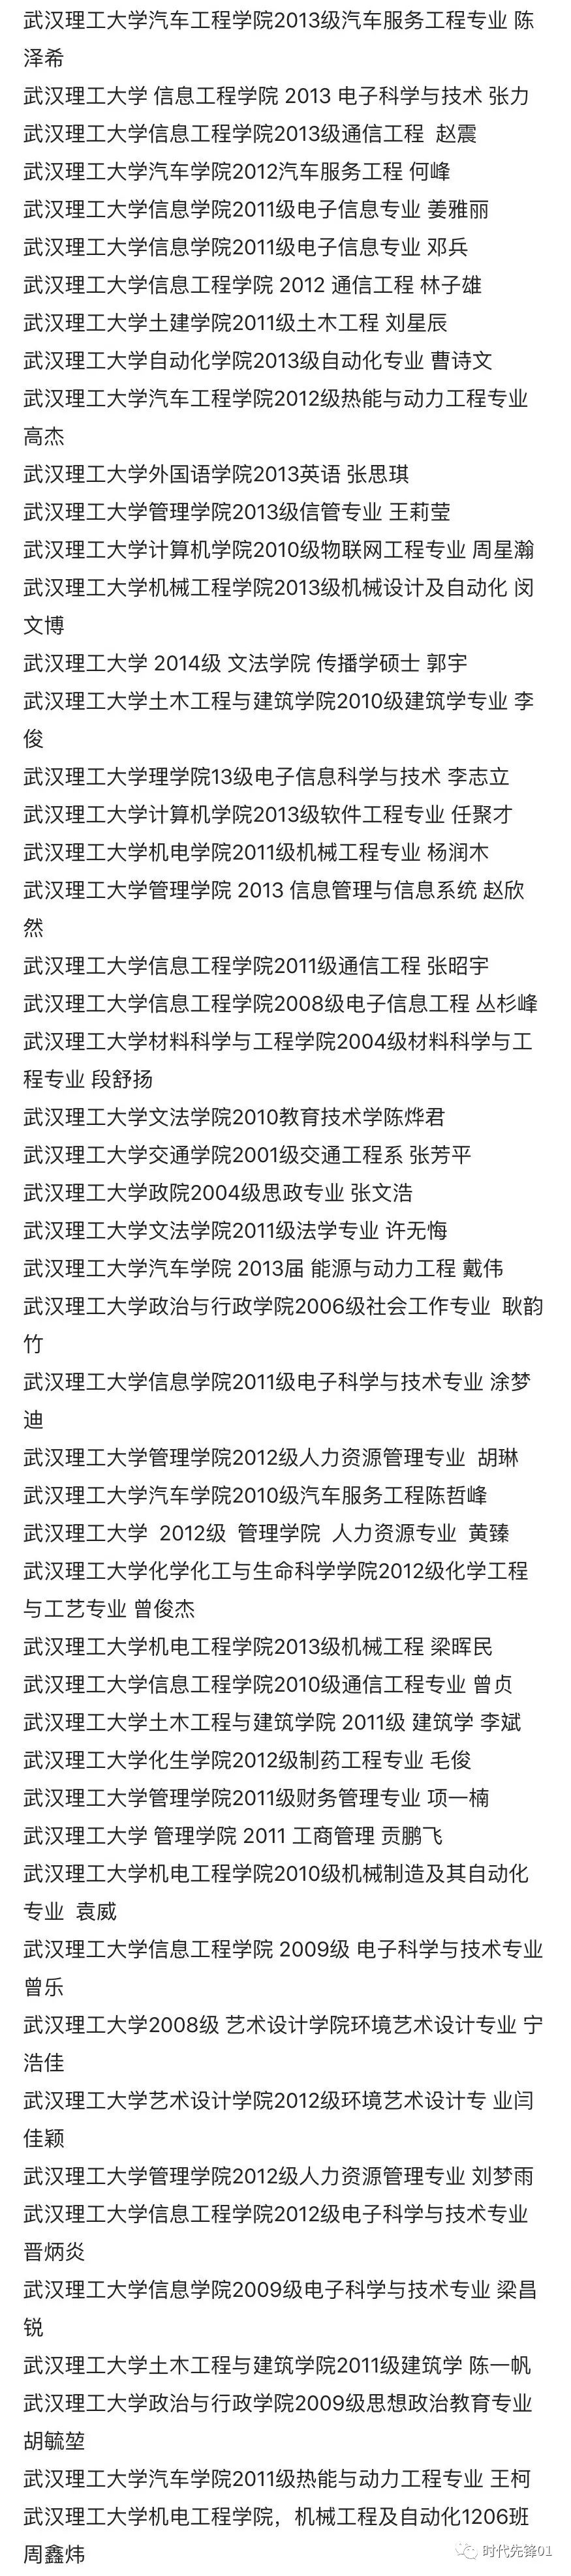 武汉理工大学汽车工程学院2013级汽车服务工程专业 陈
泽希
武汉理工大学 信息工程学院 2013 电子科学与技术 张力
武汉理工大学信息工程学院2013级通信工程  赵震
武汉理工大学汽车学院2012汽车服务工程 何峰
武汉理工大学信息学院2011级电子信息专业 姜雅丽
武汉理工大学信息学院2011级电子信息专业 邓兵
武汉理工大学信息工程学院 2012 通信工程 林子雄
武汉理工大学土建学院2011级土木工程 刘星辰
武汉理工大学自动化学院2013级自动化专业 曹诗文
武汉理工大学汽车工程学院2012级热能与动力工程专业
高杰
武汉理工大学外国语学院2013英语 张思琪
武汉理工大学管理学院2013级信管专业 王莉莹
武汉理工大学计算机学院2010级物联网工程专业 周星瀚
武汉理工大学机械工程学院2013级机械设计及自动化 闵
文博
武汉理工大学 2014级 文法学院 传播学硕士 郭宇
武汉理工大学土木工程与建筑学院2010级建筑学专业 李
俊
武汉理工大学理学院13级电子信息科学与技术 李志立
武汉理工大学计算机学院2013级软件工程专业 任聚才
武汉理工大学机电学院2011级机械工程专业 杨润木
武汉理工大学管理学院 2013 信息管理与信息系统 赵欣
然
武汉理工大学信息工程学院2011级通信工程 张昭宇
武汉理工大学信息工程学院2008级电子信息工程 丛杉峰
武汉理工大学材料科学与工程学院2004级材料科学与工
程专业 段舒扬
武汉理工大学文法学院2010教育技术学陈烨君
武汉理工大学交通学院2001级交通工程系 张芳平
武汉理工大学政院2004级思政专业 张文浩
武汉理工大学文法学院2011级法学专业 许无悔
武汉理工大学汽车学院 2013届 能源与动力工程 戴伟
武汉理工大学政治与行政学院2006级社会工作专业  耿韵
竹
武汉理工大学信息学院2011级电子科学与技术专业 涂梦
迪
武汉理工大学管理学院2012级人力资源管理专业  胡琳
武汉理工大学汽车学院2010级汽车服务工程陈哲峰
武汉理工大学  2012级  管理学院  人力资源专业  黄臻
武汉理工大学化学化工与生命科学学院2012级化学工程
与工艺专业 曾俊杰
武汉理工大学机电工程学院2013级机械工程 梁晖民
武汉理工大学信息工程学院2010级通信工程专业 曾贞
武汉理工大学土木工程与建筑学院 2011级 建筑学 李斌
武汉理工大学化生学院2012级制药工程专业 毛俊
武汉理工大学管理学院2011级财务管理专业 项一楠
武汉理工大学 管理学院 2011 工商管理 贡鹏飞
武汉理工大学机电工程学院2010级机械制造及其自动化
专业  袁威
武汉理工大学信息工程学院 2009级 电子科学与技术专业
曾乐
武汉理工大学2008级 艺术设计学院环境艺术设计专业 宁
浩佳
武汉理工大学艺术设计学院2012级环境艺术设计专 业闫
佳颖
武汉理工大学管理学院2012级人力资源管理专业 刘梦雨
武汉理工大学信息工程学院2012级电子科学与技术专业
晋炳炎
武汉理工大学信息学院2009级电子科学与技术专业 梁昌
锐
武汉理工大学土木工程与建筑学院2011级建筑学 陈一帆
武汉理工大学政治与行政学院2009级思想政治教育专业
胡毓堃
武汉理工大学汽车学院2011级热能与动力工程专业 王柯
武汉理工大学机电工程学院，机械工程及自动化1206班
周鑫炜
时代先锋01